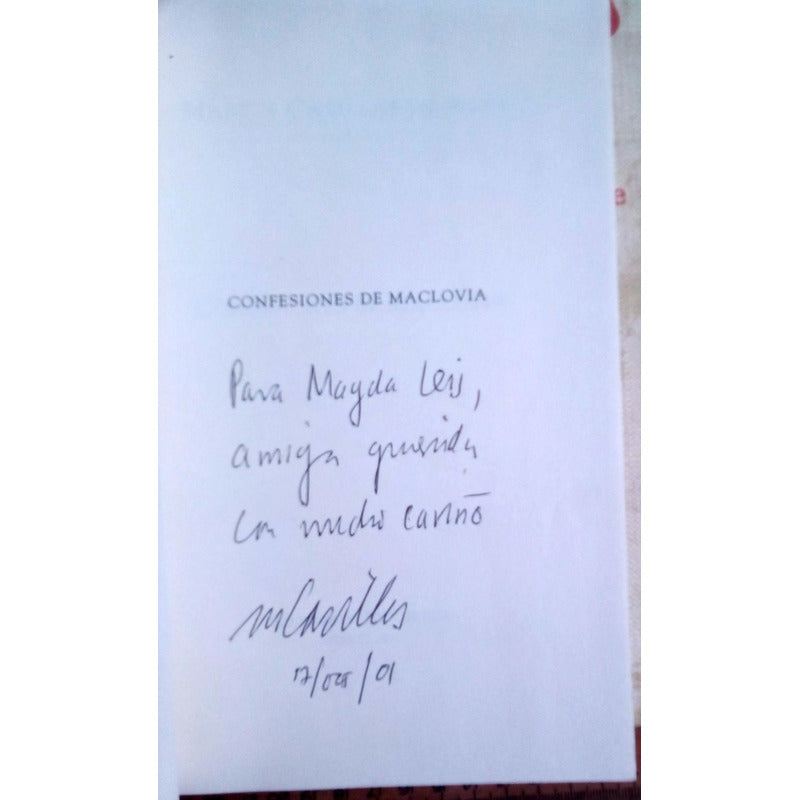 CONFESIONES DE MACLOVIA
Para Magda Leis,
amiga querida
con mucho cariño
17/oct/01